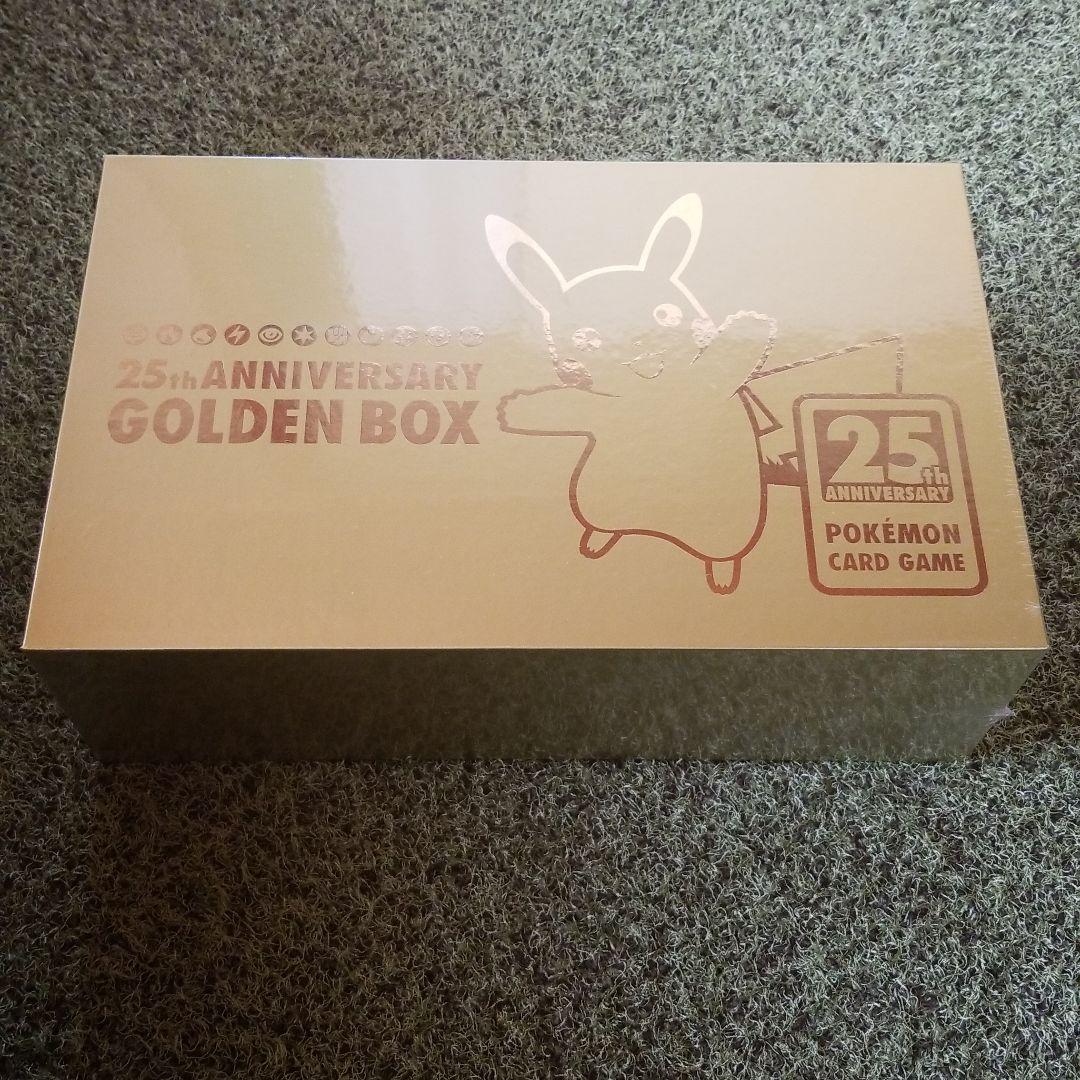 25th ANNIVERSARY
GOLDEN BOX
25th
ANNIVERSARY
POKÉMON
CARD GAME